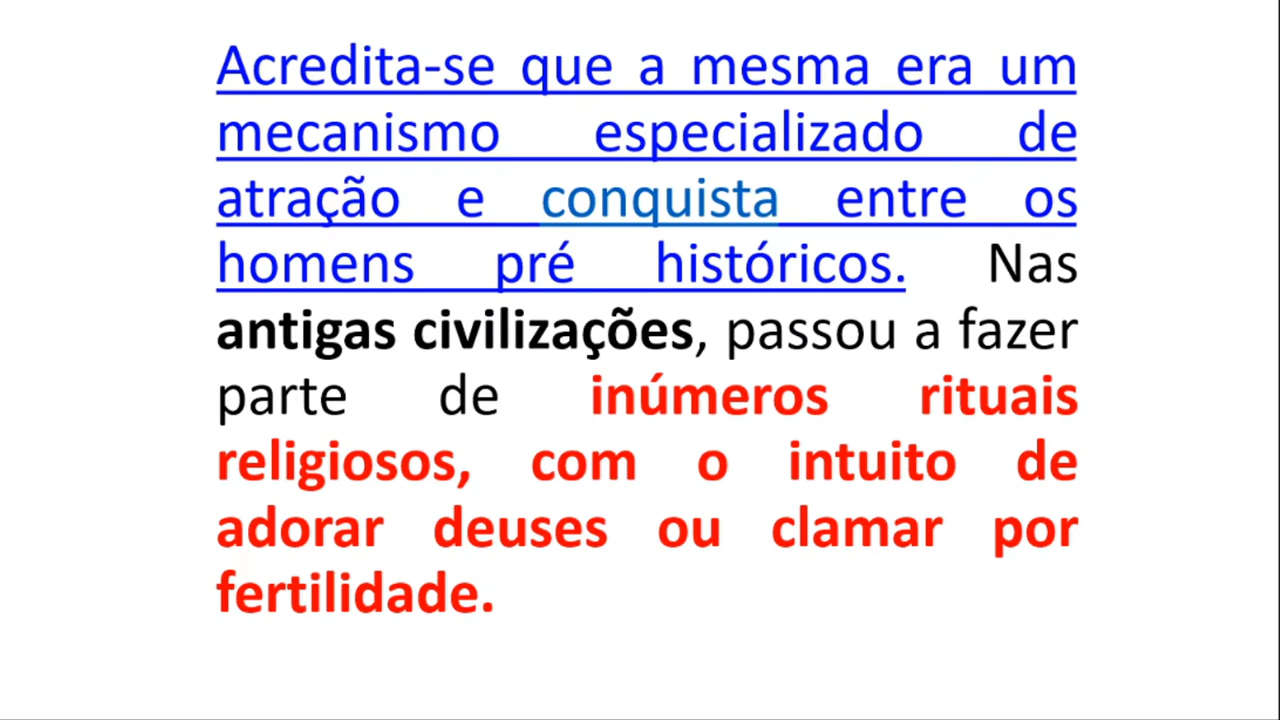 Acredita-se que a mesma era um
mecanismo especializado de
atração e conquista entre os
homens pré históricos. Nas
antigas civilizações, passou a fazer
parte de inúmeros rituais
religiosos, com o intuito de
adorar deuses ou clamar por
fertilidade.